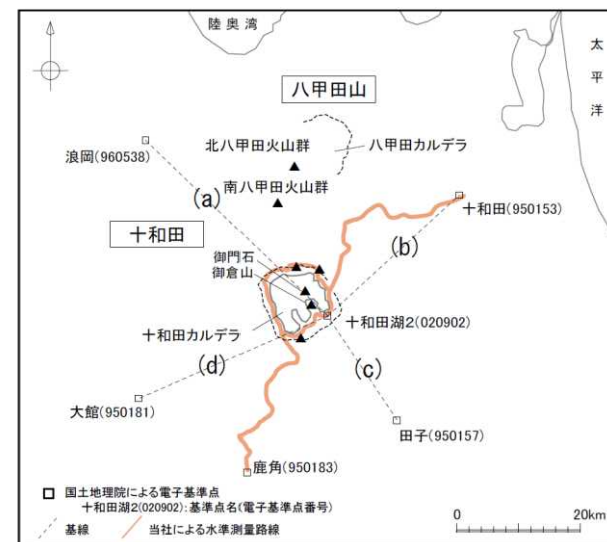 陸奥湾
太平洋
八甲田山
北八甲田火山群
八甲田カルデラ
浪岡(960538)
南八甲田火山群
(a)
十和田(950153)
十和田
(b)
御門石
御倉山
十和田カルデラ
十和田湖2(020902)
(d)
(c)
大館(950181)
田子(950157)
鹿角(950183)
国土地理院による電子基準点
十和田湖2(020902):基準点名(電子基準点番号)
基線
当社による水準測量路線
0
20km